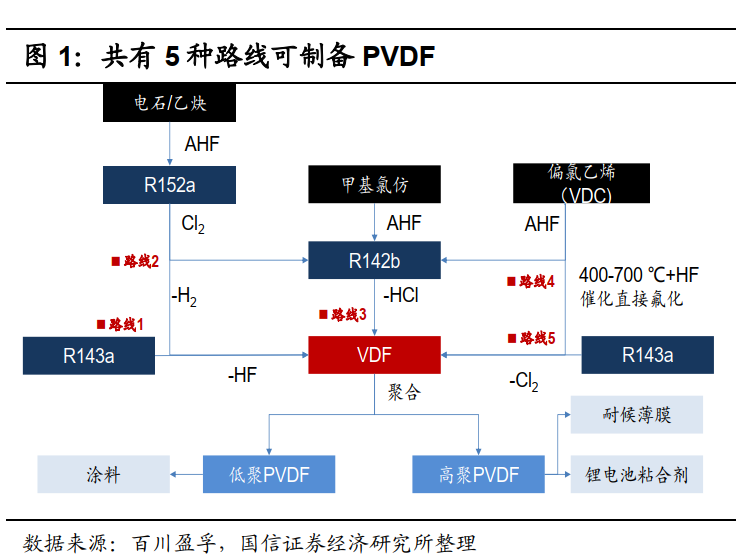 图 1：共有 5 种路线可制备 PVDF
电石/乙炔
AHF
R152a
甲基氯仿
偏氯乙烯
（VDC)
Cl2
AHF
AHF
■ 路线2
R142b
■ 路线4
400-700 ℃+HF
催化直接氟化
-H2
-HCl
■ 路线1
■ 路线3
■ 路线5
R143a
VDF
R143a
-HF
-Cl2
聚合
耐候薄膜
涂料
低聚PVDF
高聚PVDF
锂电池粘合剂
数据来源：百川盈孚，国信证券经济研究所整理